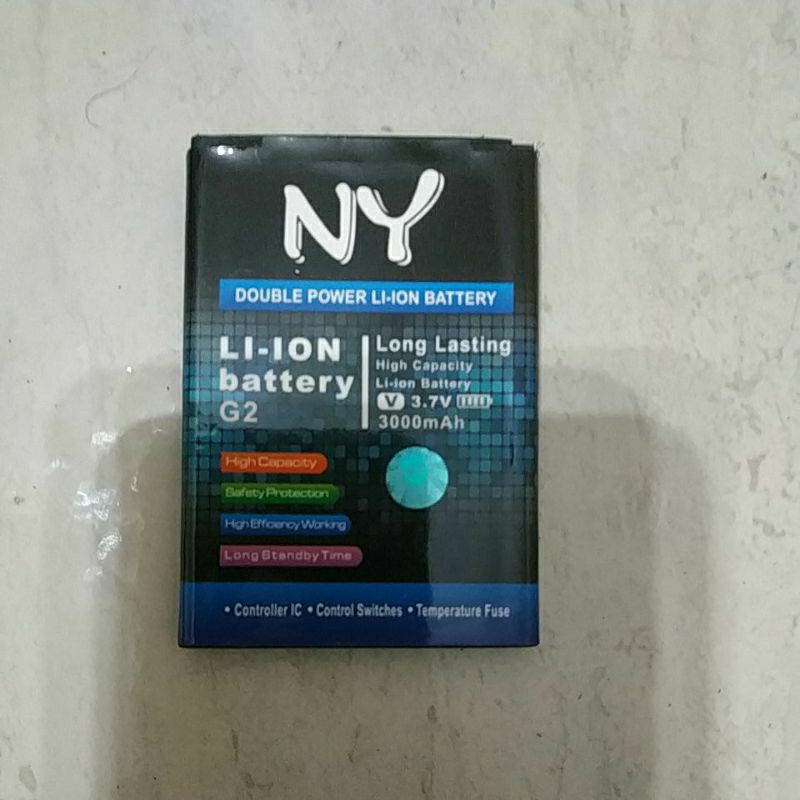 NY
DOUBLE POWER LI-ION BATTERY
LI-ION
battery
G2
Long Lasting
High Capacity
Li-ion Battery
V 3.7V
3000mAh
High Capacity
Safety Protection
High Efficiency Working
Long Standby Time
• Controller IC • Control Switches • Temperature Fuse